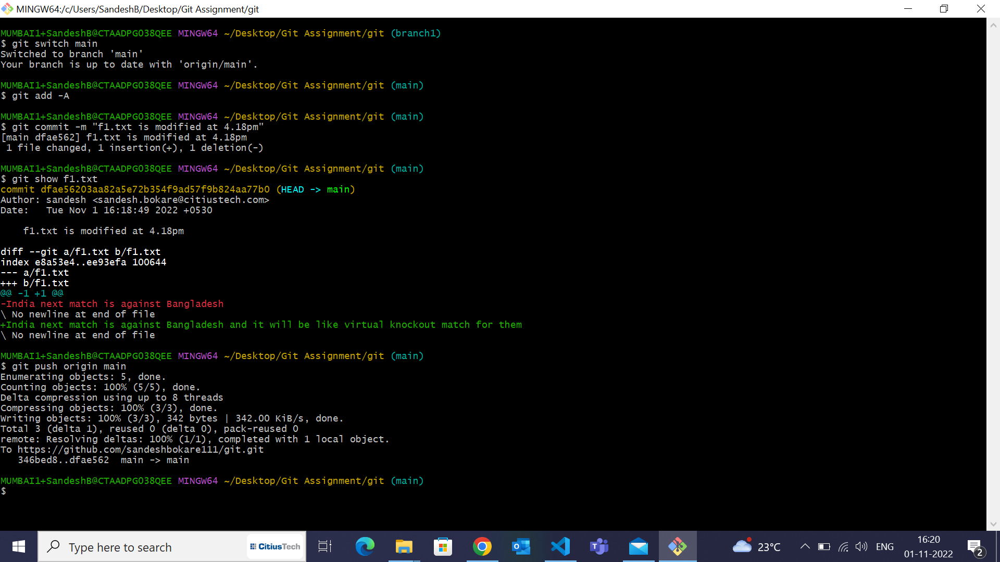 MINGW64:/c/Users/SandeshB/Desktop/Git Assignment/git
MUMBAI1+SandeshB@CTAADPG038QEE MINGW64 ~/Desktop/Git Assignment/git (branch1)
$ git switch main
Switched to branch 'main'
Your branch is up to date with 'origin/main'.
MUMBAI1+SandeshB@CTAADPG038QEE MINGW64 ~/Desktop/Git Assignment/git (main)
$ git add -A
MUMBAI1+SandeshB@CTAADPG038QEE MINGW64 ~/Desktop/Git Assignment/git (main)
$ git commit -m "f1.txt is modified at 4.18pm"
[main dfae562] f1.txt is modified at 4.18pm
 1 file changed, 1 insertion(+), 1 deletion(-)
MUMBAI1+SandeshB@CTAADPG038QEE MINGW64 ~/Desktop/Git Assignment/git (main)
$ git show f1.txt
commit dfae56203aa82a5e72b354f9ad57f9b824aa77b0 (HEAD -> main)
Author: sandesh <sandesh.bokare@citiustech.com>
Date:   Tue Nov 1 16:18:49 2022 +0530
    f1.txt is modified at 4.18pm
diff --git a/f1.txt b/f1.txt
index e8a53e4..ee93efa 100644
--- a/f1.txt
+++ b/f1.txt
@@ -1 +1 @@
-India next match is against Bangladesh
\ No newline at end of file
+India next match is against Bangladesh and it will be like virtual knockout match for them
\ No newline at end of file
MUMBAI1+SandeshB@CTAADPG038QEE MINGW64 ~/Desktop/Git Assignment/git (main)
$ git push origin main
Enumerating objects: 5, done.
Counting objects: 100% (5/5), done.
Delta compression using up to 8 threads
Compressing objects: 100% (3/3), done.
Writing objects: 100% (3/3), 342 bytes | 342.00 KiB/s, done.
Total 3 (delta 1), reused 0 (delta 0), pack-reused 0
remote: Resolving deltas: 100% (1/1), completed with 1 local object.
To https://github.com/sandeshbokare111/git.git
   346bed8..dfae562  main -> main
MUMBAI1+SandeshB@CTAADPG038QEE MINGW64 ~/Desktop/Git Assignment/git (main)
$
Type here to search
CitiusTech
23°C
ENG
16:20
01-11-2022
2